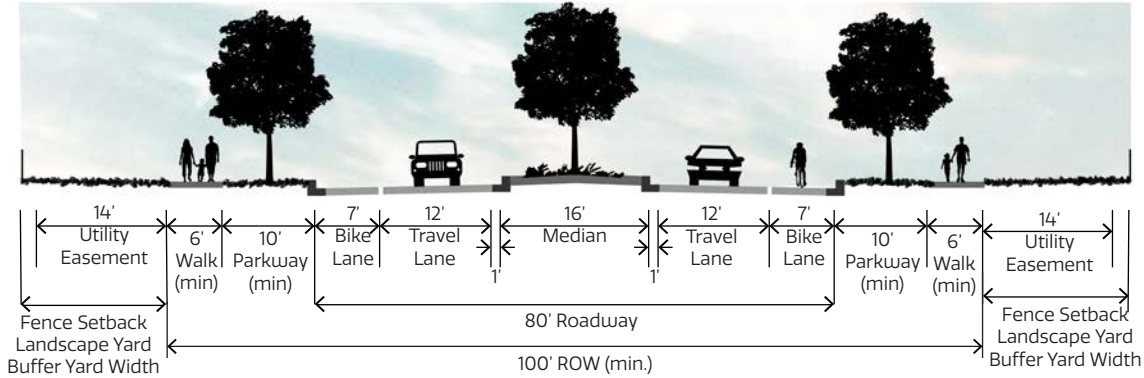 14'
Utility
Easement
6'
Walk
(min)
10'
Parkway
(min)
7'
Bike
Lane
12'
Travel
Lane
1'
16'
Median
1'
12'
Travel
Lane
7'
Bike
Lane
10'
Parkway
(min)
6'
Walk
(min)
14'
Utility
Easement
Fence Setback
Landscape Yard
Buffer Yard Width
80' Roadway
100' ROW (min.)
Fence Setback
Landscape Yard
Buffer Yard Width